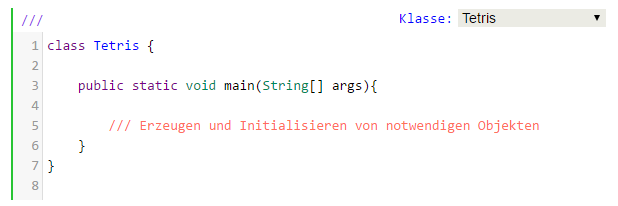 /// Klasse: Tetris
1 class Tetris {
2
3 public static void main(String[] args){
4
5 /// Erzeugen und Initialisieren von notwendigen Objekten
6 }
7 }
8